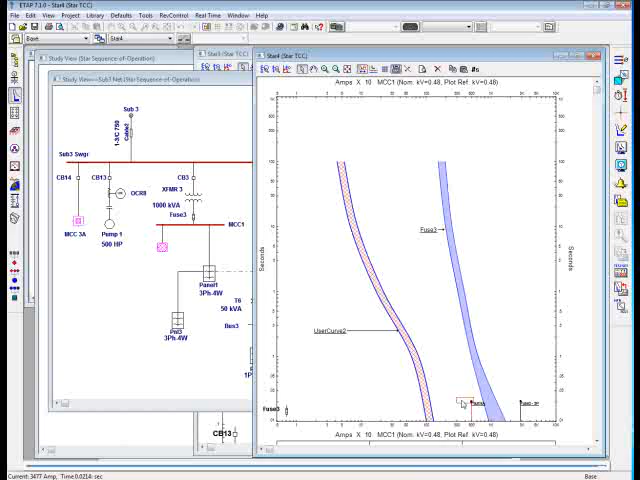 ETAP 7.1.0 - Star4 (Star TCC)
File Edit View Project Library Defaults Tools RevControl Real Time Window Help
Base
Star4
Study View (Star Sequence-of-Operation)
Star3 (Star TCC)
Star4 (Star TCC)
Study View - Sub3 Net (Star Sequence-of-Operation)
Amps X 10 MCC1 (Nom. kV=0.48, Plot Ref. kV=0.48)
Sub 3
1-3/C 750
Cable2
Sub3 Swgr
CB14
CB13
CB3
OCR8
XFMR 3
1000 kVA
Fuse3
MCC 3A
Pump 1
500 HP
MCC1
Panel1
3Ph-4W
T6
50 kVA
Bus3
Pnl3
3Ph-4W
Fuse3
UserCurve2
Seconds
Seconds
Fuse3
CB13
Amps X 10 MCC1 (Nom. kV=0.48, Plot Ref. kV=0.48)
Current: 3477 Amp, Time 0.0214: sec
Base